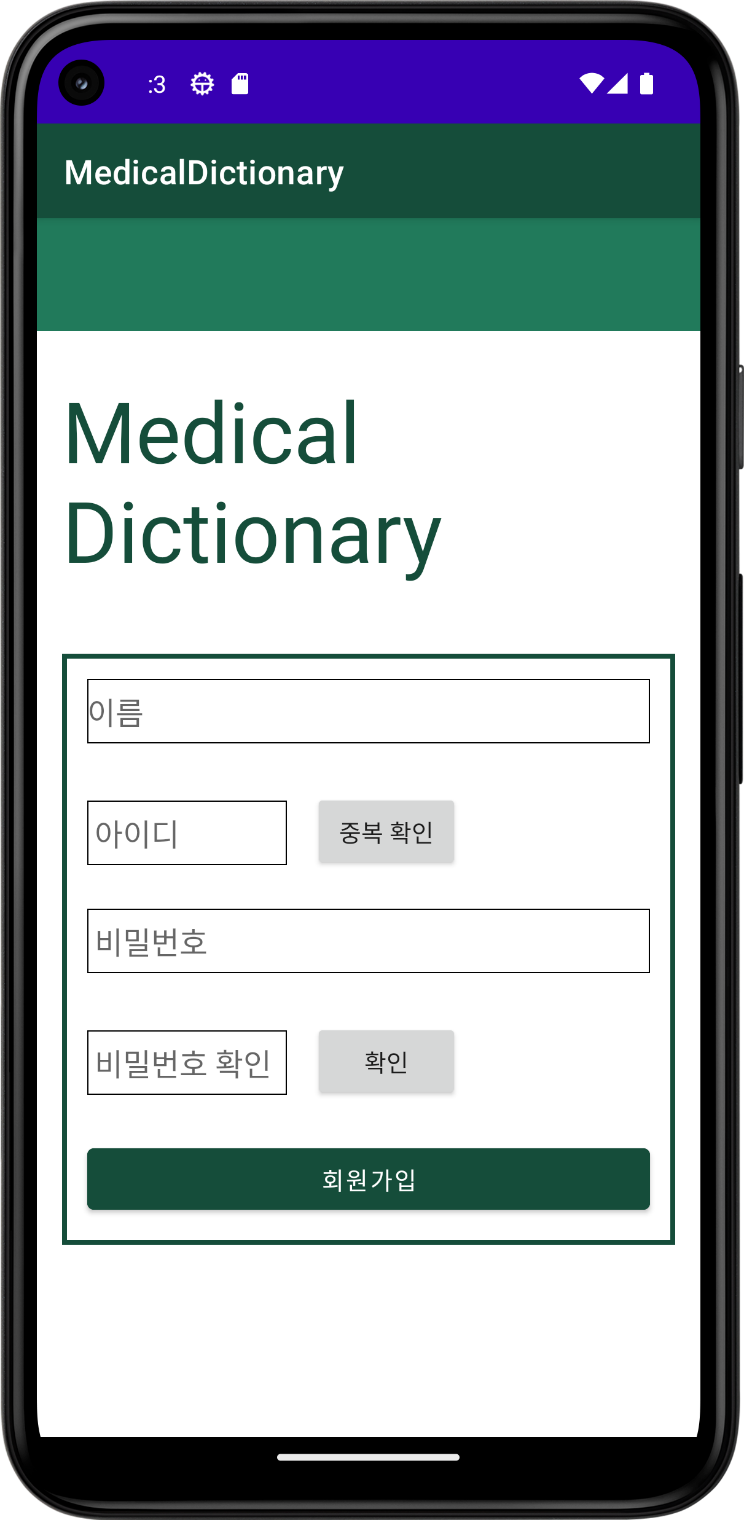 :3
MedicalDictionary
Medical
Dictionary
이름
아이디
중복 확인
비밀번호
비밀번호 확인
확인
회원가입